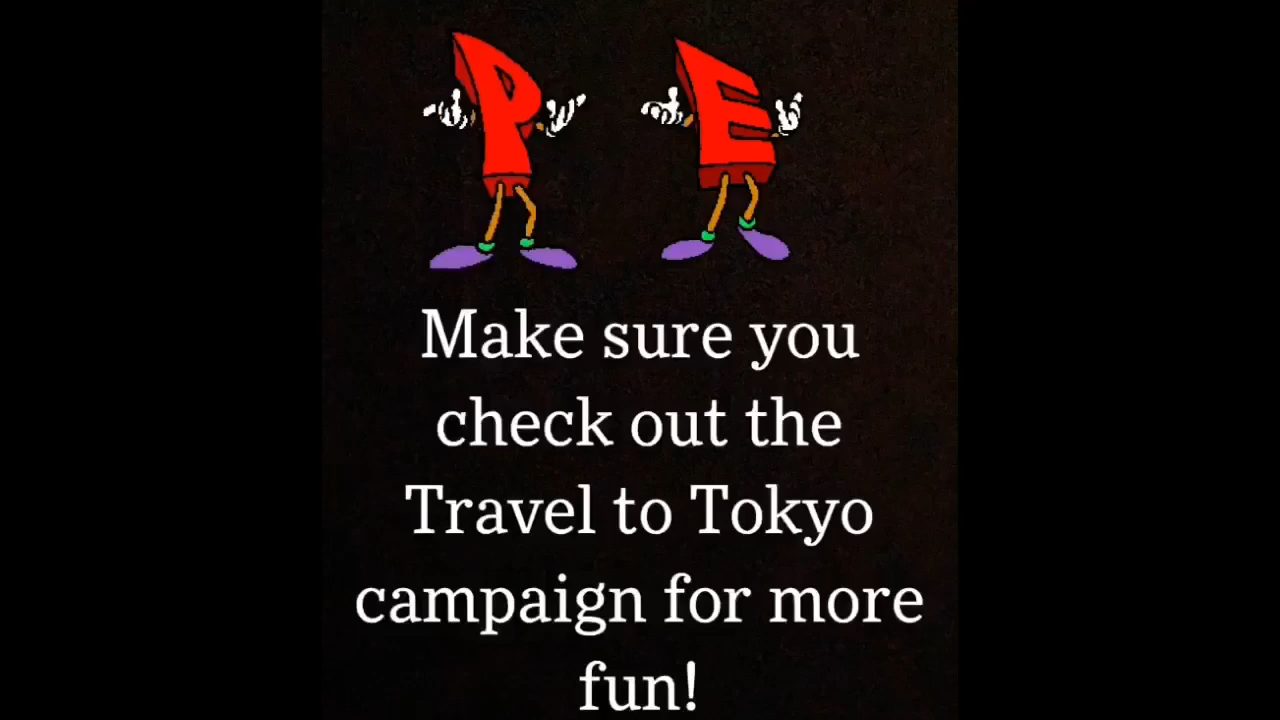 P E
Make sure you
check out the
Travel to Tokyo
campaign for more
fun!